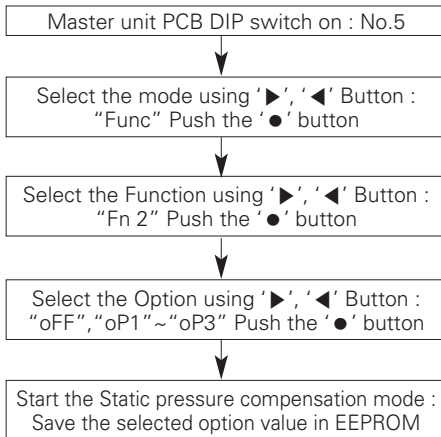 Master unit PCB DIP switch on : No.5
Select the mode using ‘▶’, ‘◀’ Button :
“Func” Push the ‘●’ button
Select the Function using ‘▶’, ‘◀’ Button :
“Fn 2” Push the ‘●’ button
Select the Option using ‘▶’, ‘◀’ Button :
“oFF”,“oP1”~“oP3” Push the ‘●’ button
Start the Static pressure compensation mode :
Save the selected option value in EEPROM